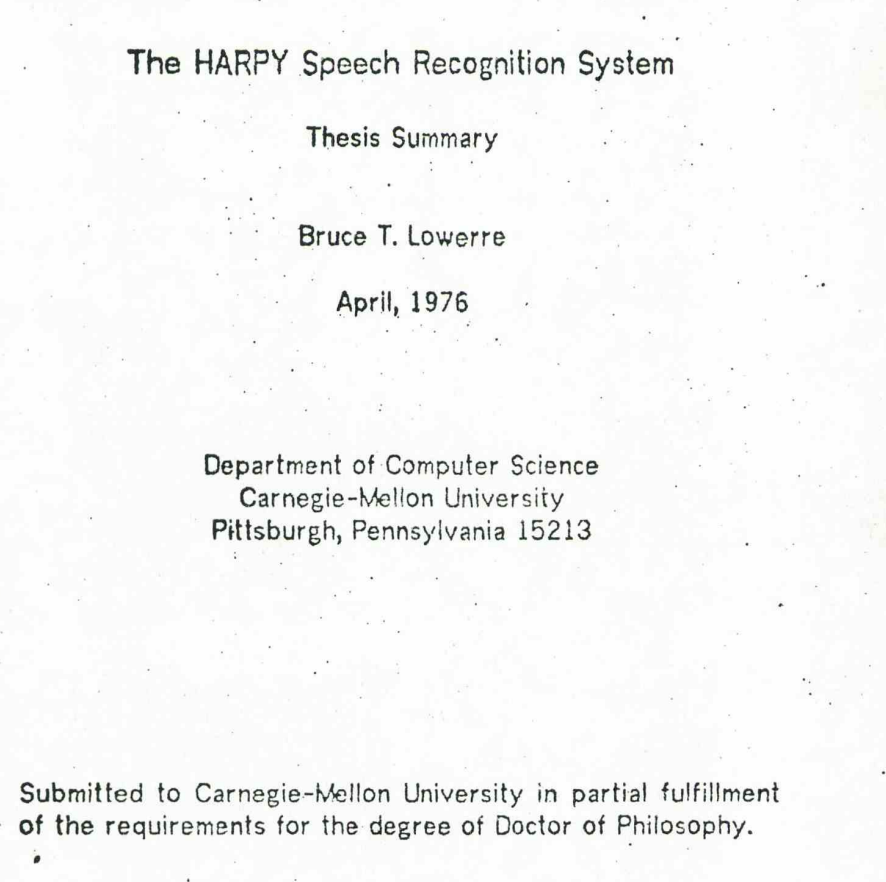 The HARPY Speech Recognition System
Thesis Summary
Bruce T. Lowerre
April, 1976
Department of Computer Science
Carnegie-Mellon University
Pittsburgh, Pennsylvania 15213
Submitted to Carnegie-Mellon University in partial fulfillment
of the requirements for the degree of Doctor of Philosophy.